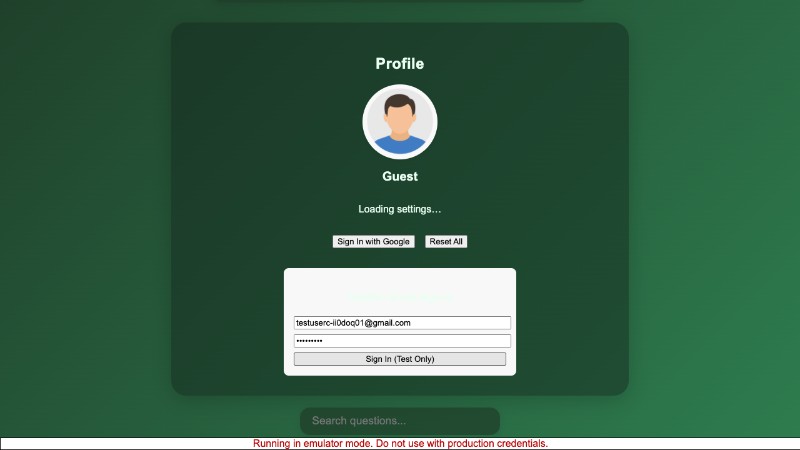 Profile
Guest
Loading settings...
Sign In with Google Reset All
testuserc-ii0doq01@gmail.com
•••••••••
Sign In (Test Only)
Search questions...
Running in emulator mode. Do not use with production credentials.